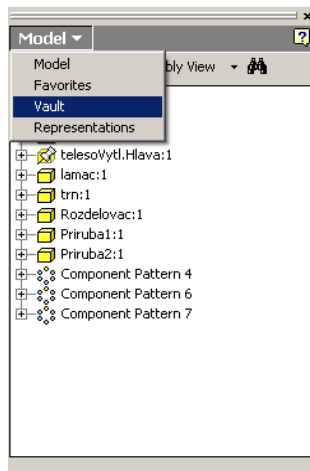 Model
Model
bly View
Favorites
Vault
Representations
telesoVytl.Hlava:1
lamac:1
trn:1
Rozdelovac:1
Priruba1:1
Priruba2:1
Component Pattern 4
Component Pattern 6
Component Pattern 7